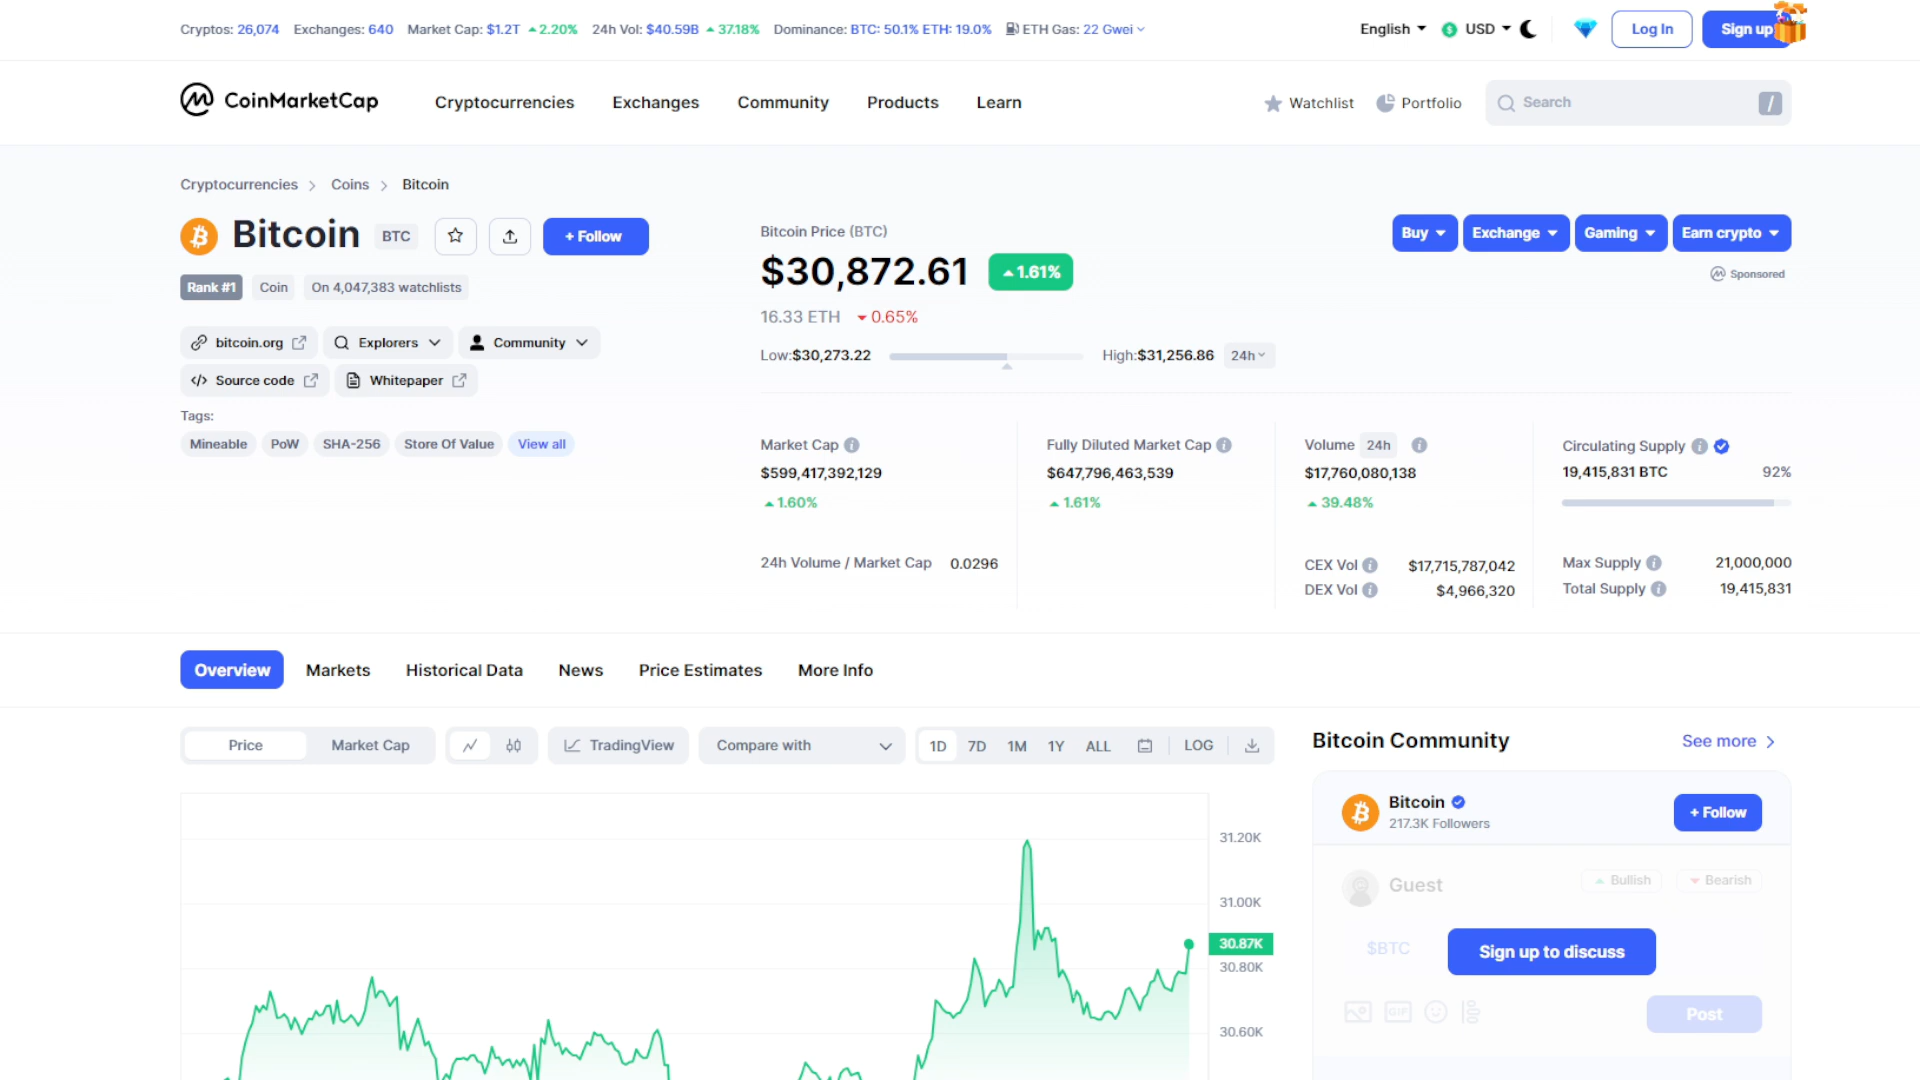 Cryptos: 26,074 Exchanges: 640 Market Cap: $1.2T 2.20% 24h Vol: $40.59B 37.18% Dominance: BTC: 50.1% ETH: 19.0% ETH Gas: 22 Gwei English USD Log In Sign up
CoinMarketCap Cryptocurrencies Exchanges Community Products Learn Watchlist Portfolio Search /
Cryptocurrencies > Coins > Bitcoin
Bitcoin BTC + Follow
Rank #1 Coin On 4,047,383 watchlists
bitcoin.org Explorers Community
Source code Whitepaper
Tags:
Mineable PoW SHA-256 Store Of Value View all
Bitcoin Price (BTC)
$30,872.61 1.61%
16.33 ETH 0.65%
Low:$30,273.22 High:$31,256.86 24h
Buy Exchange Gaming Earn crypto
Sponsored
Market Cap
$599,417,392,129
1.60%
24h Volume / Market Cap 0.0296
Fully Diluted Market Cap
$647,796,463,539
1.61%
Volume 24h
$17,760,080,138
39.48%
CEX Vol $17,715,787,042
DEX Vol $4,966,320
Circulating Supply
19,415,831 BTC 92%
Max Supply 21,000,000
Total Supply 19,415,831
Overview Markets Historical Data News Price Estimates More Info
Price Market Cap TradingView Compare with 1D 7D 1M 1Y ALL LOG
31.20K
31.00K
30.87K
30.80K
30.60K
Bitcoin Community See more
Bitcoin
217.3K Followers
+ Follow
Guest Bullish Bearish
$BTC
Sign up to discuss
GIF
Post